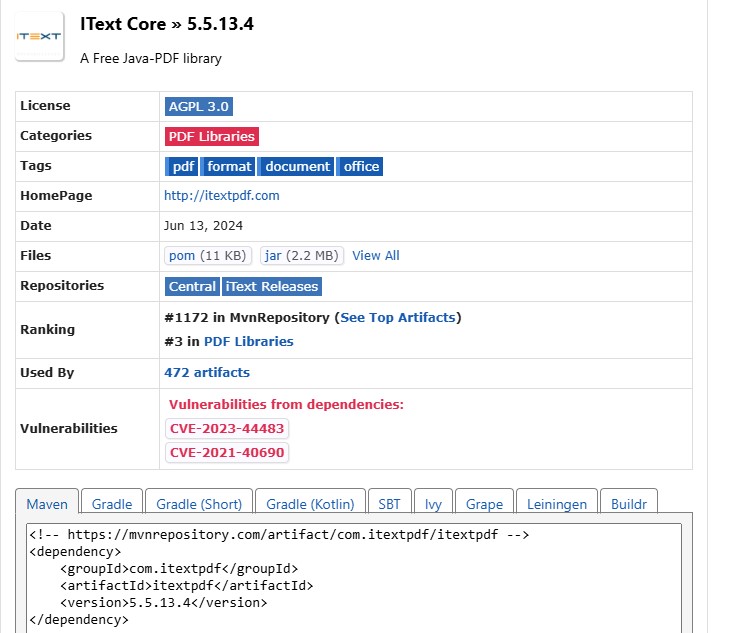 ITEXT
IText Core » 5.5.13.4
A Free Java-PDF library
License AGPL 3.0
Categories PDF Libraries
Tags pdf format document office
HomePage http://itextpdf.com
Date Jun 13, 2024
Files pom (11 KB) jar (2.2 MB) View All
Repositories Central iText Releases
Ranking #1172 in MvnRepository (See Top Artifacts)
#3 in PDF Libraries
Used By 472 artifacts
Vulnerabilities Vulnerabilities from dependencies:
CVE-2023-44483
CVE-2021-40690
Maven Gradle Gradle (Short) Gradle (Kotlin) SBT Ivy Grape Leiningen Buildr
<!-- https://mvnrepository.com/artifact/com.itextpdf/itextpdf -->
<dependency>
    <groupId>com.itextpdf</groupId>
    <artifactId>itextpdf</artifactId>
    <version>5.5.13.4</version>
</dependency>